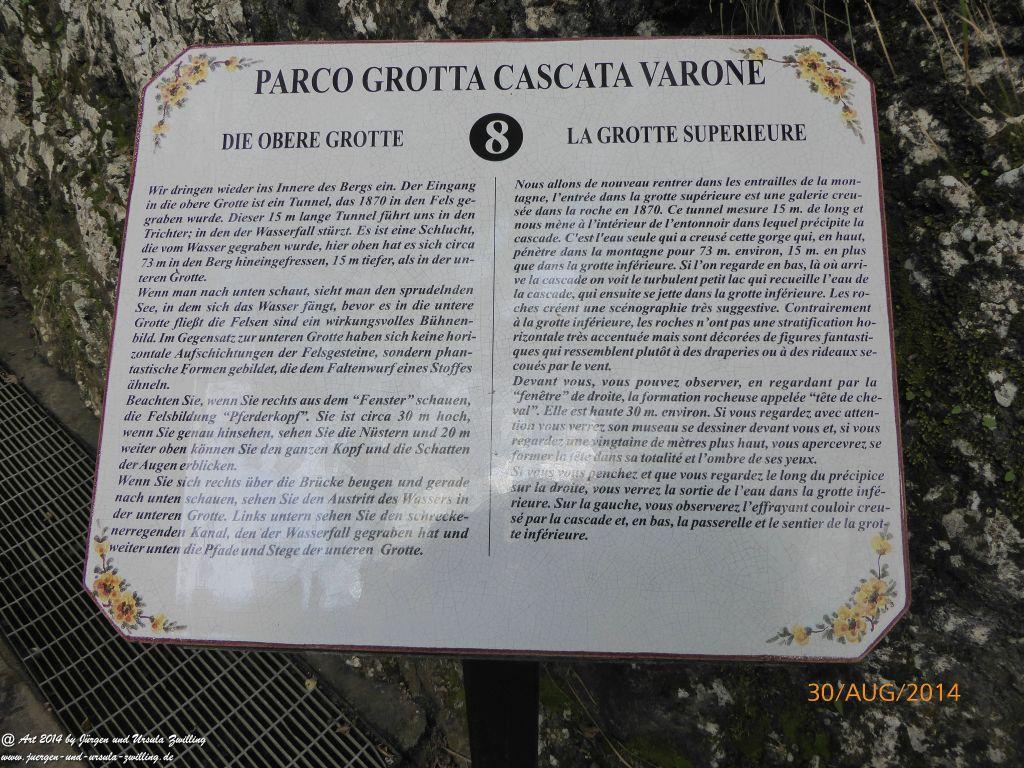 PARCO GROTTA CASCATA VARONE
8
DIE OBERE GROTTE
Wir dringen wieder ins Innere des Bergs ein. Der Eingang
in die obere Grotte ist ein Tunnel, das 1870 in den Fels ge-
graben wurde. Dieser 15 m lange Tunnel führt uns in den
Trichter; in den der Wasserfall stürzt. Es ist eine Schlucht,
die vom Wasser gegraben wurde, hier oben hat es sich circa
73 m in den Berg hineingefressen, 15 m tiefer, als in der un-
teren Grotte.
Wenn man nach unten schaut, sieht man den sprudelnden
See, in dem sich das Wasser fängt, bevor es in die untere
Grotte fließt die Felsen sind ein wirkungsvolles Bühnen-
bild. Im Gegensatz zur unteren Grotte haben sich keine hori-
zontale Aufschichtungen der Felsgesteine, sondern phan-
tastische Formen gebildet, die dem Faltenwurf eines Stoffes
ähneln.
Beachten Sie, wenn Sie rechts aus dem “Fenster” schauen,
die Felsbildung “Pferderkopf”. Sie ist circa 30 m hoch,
wenn Sie genau hinsehen, sehen Sie die Nüstern und 20 m
weiter oben können Sie den ganzen Kopf und die Schatten
der Augen erblicken.
Wenn Sie sich rechts über die Brücke beugen und gerade
nach unten schauen, sehen Sie den Austritt des Wassers in
der unteren Grotte. Links untern sehen Sie den schrecke-
nerregenden Kanal, den der Wasserfall gegraben hat und
weiter unten die Pfade und Stege der unteren Grotte.
LA GROTTE SUPERIEURE
Nous allons de nouveau rentrer dans les entrailles de la mon-
tagne, l'entrée dans la grotte supérieure est une galerie creu-
sée dans la roche en 1870. Ce tunnel mesure 15 m. de long et
nous mène à l'intérieur de l'entonnoir dans lequel précipite la
cascade. C'est l'eau seule qui a creusé cette gorge qui, en haut,
pénètre dans la montagne pour 73 m. environ, 15 m. en plus
que dans la grotte inférieure. Si l'on regarde en bas, là où arri-
ve la cascade on voit le turbulent petit lac qui recueille l'eau de
la cascade, qui ensuite se jette dans la grotte inférieure. Les ro-
ches créent une scénographie très suggestive. Contrairement
à la grotte inférieure, les roches n'ont pas une stratification ho-
rizontale très accentuée mais sont décorées de figures fantasti-
ques qui ressemblent plutôt à des draperies ou à des rideaux se-
coués par le vent.
Devant vous, vous pouvez observer, en regardant par la
“fenêtre” de droite, la formation rocheuse appelée “tête de che-
val”. Elle est haute 30 m. environ. Si vous regardez avec atten-
tion vous verrez son museau se dessiner devant vous et, si vous
regardez une vingtaine de mètres plus haut, vous apercevrez se
former la tête dans sa totalité et l'ombre de ses yeux.
Si vous vous penchez et que vous regardez le long du précipice
sur la droite, vous verrez la sortie de l'eau dans la grotte infé-
rieure. Sur la gauche, vous observerez l'effrayant couloir creu-
sé par la cascade et, en bas, la passerelle et le sentier de la grot-
te inférieure.
30/AUG/2014
@ Art 2014 by Jürgen und Ursula Zwilling
www.juergen-und-ursula-zwilling.de